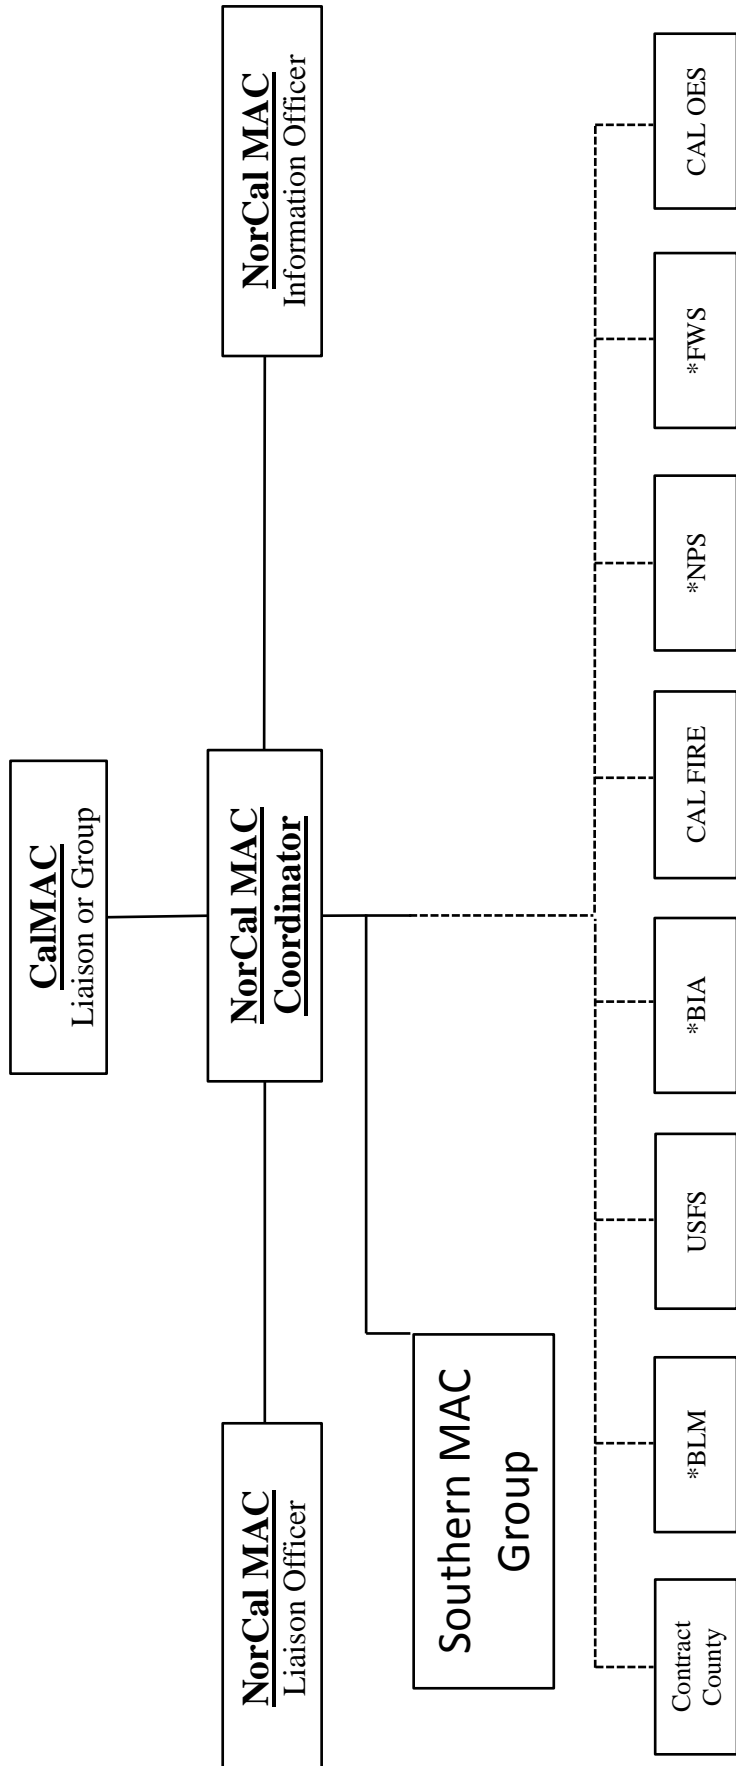 CalMAC
Liaison or Group
NorCal MAC
Liaison Officer
NorCal MAC
Coordinator
NorCal MAC
Information Officer
Southern MAC
Group
Contract
County
*BLM
USFS
*BIA
CAL FIRE
*NPS
*FWS
CAL OES